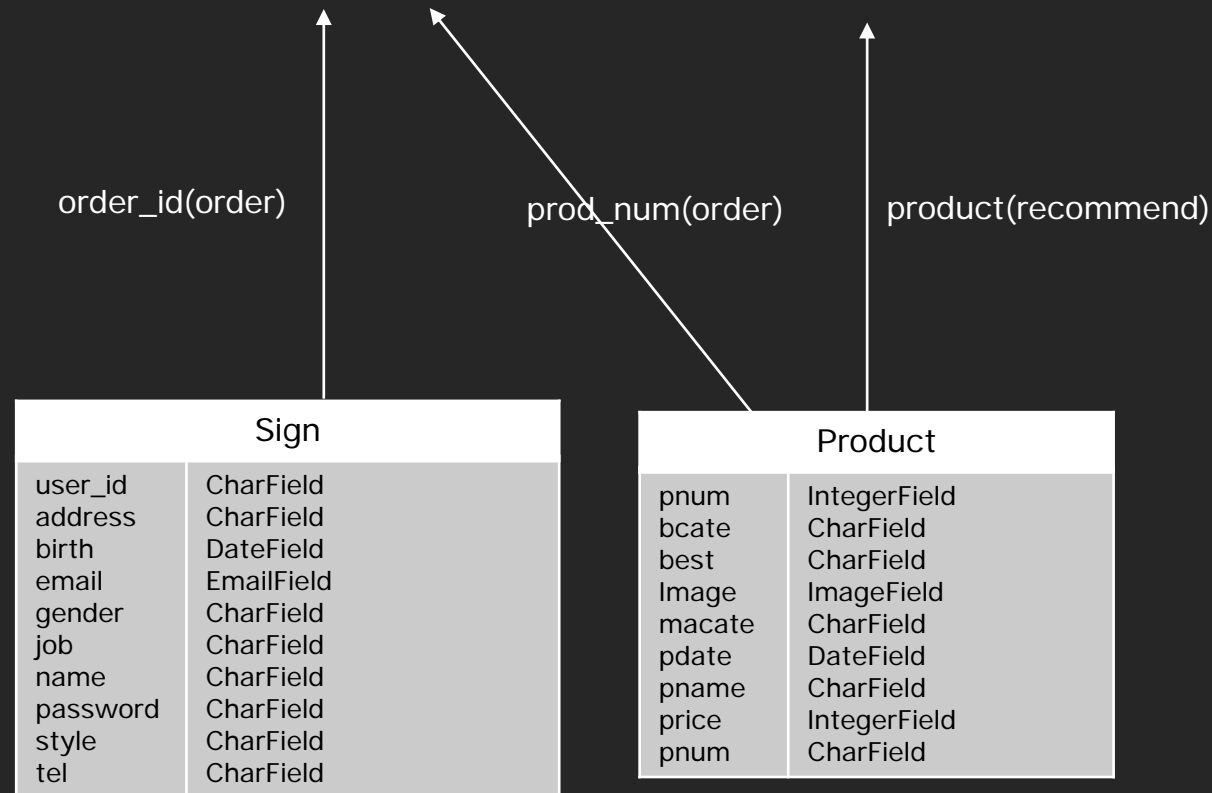 order_id(order)
prod_num(order)
product(recommend)
Sign
user_id CharField
address CharField
birth DateField
email EmailField
gender CharField
job CharField
name CharField
password CharField
style CharField
tel CharField
Product
pnum IntegerField
bcate CharField
best CharField
Image ImageField
macate CharField
pdate DateField
pname CharField
price IntegerField
pnum CharField